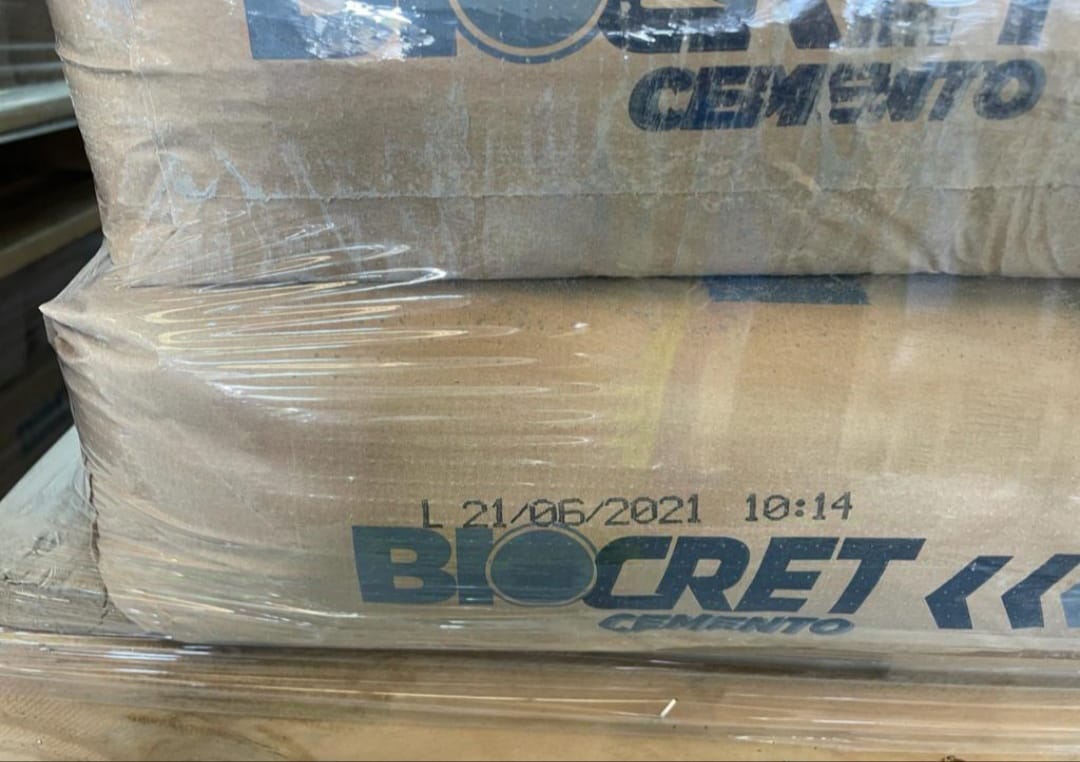 CEMENTO
L 21/06/2021 10:14
BIOCRET
CEMENTO